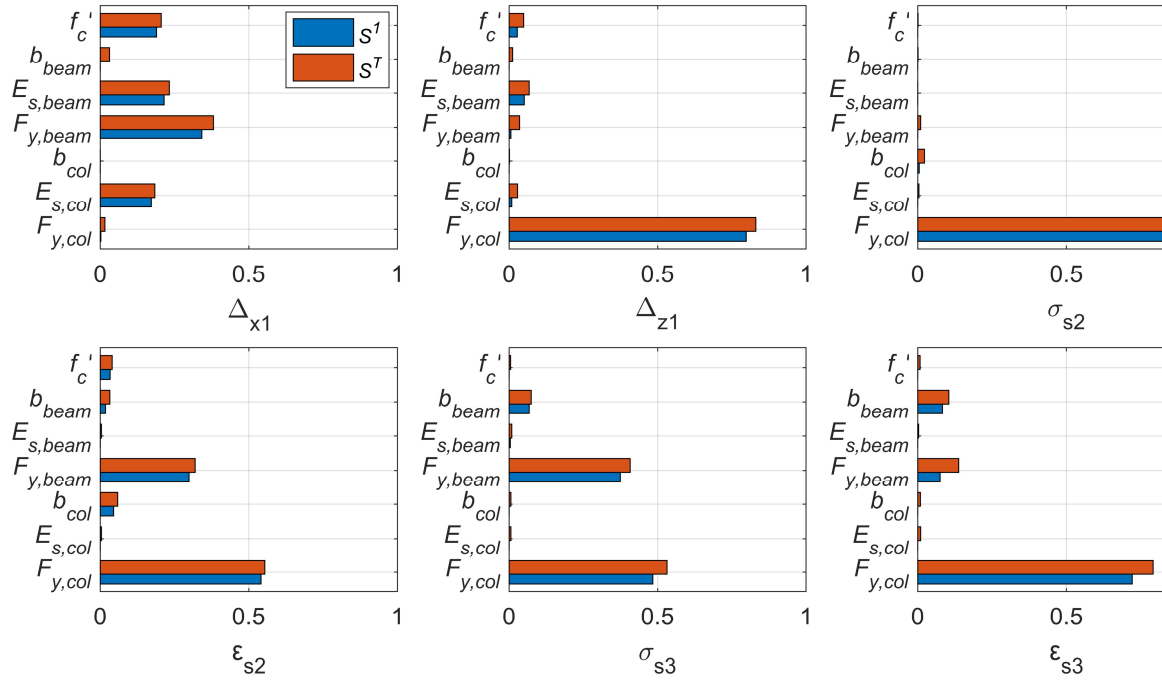 f_c'
b_beam
E_s,beam
F_y,beam
b_col
E_s,col
F_y,col
S^1
S^T
0 0.5 1
Δ_x1
f_c'
b_beam
E_s,beam
F_y,beam
b_col
E_s,col
F_y,col
0 0.5 1
Δ_z1
f_c'
b_beam
E_s,beam
F_y,beam
b_col
E_s,col
F_y,col
0 0.5
σ_s2
f_c'
b_beam
E_s,beam
F_y,beam
b_col
E_s,col
F_y,col
0 0.5 1
ε_s2
f_c'
b_beam
E_s,beam
F_y,beam
b_col
E_s,col
F_y,col
0 0.5 1
σ_s3
f_c'
b_beam
E_s,beam
F_y,beam
b_col
E_s,col
F_y,col
0 0.5
ε_s3